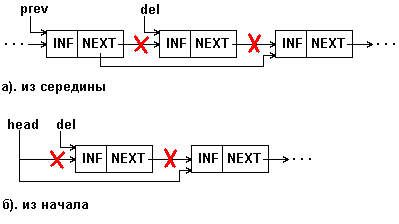 prev del
INF NEXT INF NEXT INF NEXT
а). из середины
head del
INF NEXT INF NEXT
б). из начала